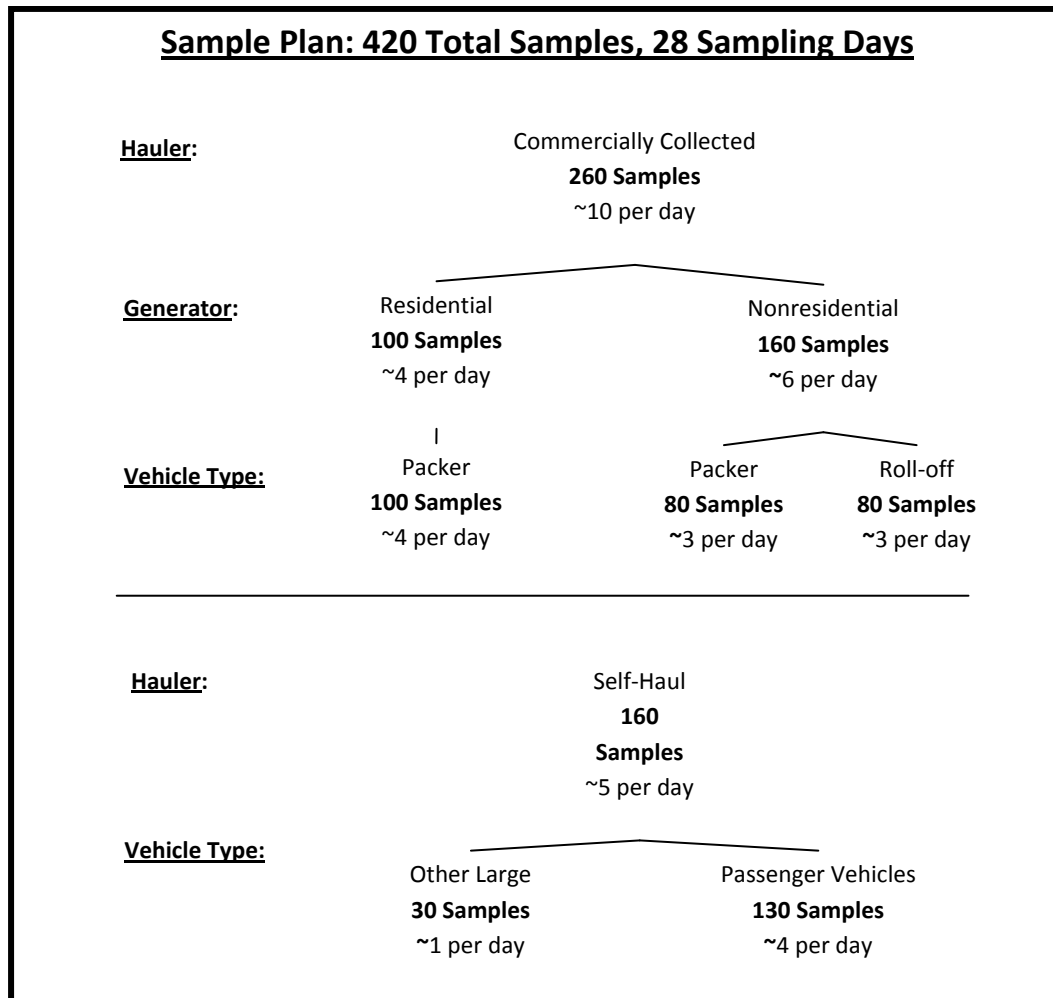 Sample Plan: 420 Total Samples, 28 Sampling Days
Hauler:
Commercially Collected
260 Samples
~10 per day
Generator:
Residential
100 Samples
~4 per day
Nonresidential
160 Samples
~6 per day
Vehicle Type:
Packer
100 Samples
~4 per day
Packer
80 Samples
~3 per day
Roll-off
80 Samples
~3 per day
Hauler:
Self-Haul
160
Samples
~5 per day
Vehicle Type:
Other Large
30 Samples
~1 per day
Passenger Vehicles
130 Samples
~4 per day